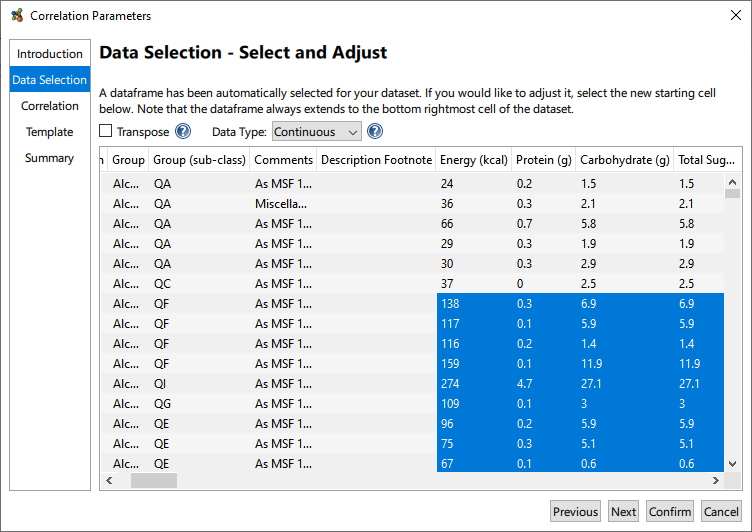 Correlation Parameters
Introduction
Data Selection
Correlation
Template
Summary
Data Selection - Select and Adjust
A dataframe has been automatically selected for your dataset. If you would like to adjust it, select the new starting cell
below. Note that the dataframe always extends to the bottom rightmost cell of the dataset.
Transpose ? Data Type: Continuous ?
n Group Group (sub-class) Comments Description Footnote Energy (kcal) Protein (g) Carbohydrate (g) Total Sug...
Alc... QA As MSF 1... 24 0.2 1.5 1.5
Alc... QA Miscella... 36 0.3 2.1 2.1
Alc... QA As MSF 1... 66 0.7 5.8 5.8
Alc... QA As MSF 1... 29 0.3 1.9 1.9
Alc... QA As MSF 1... 30 0.3 2.9 2.9
Alc... QC As MSF 1... 37 0 2.5 2.5
Alc... QF As MSF 1... 138 0.3 6.9 6.9
Alc... QF As MSF 1... 117 0.1 5.9 5.9
Alc... QF As MSF 1... 116 0.2 1.4 1.4
Alc... QF As MSF 1... 159 0.1 11.9 11.9
Alc... QI As MSF 1... 274 4.7 27.1 27.1
Alc... QG As MSF 1... 109 0.1 3 3
Alc... QE As MSF 1... 96 0.2 5.9 5.9
Alc... QE As MSF 1... 75 0.3 5.1 5.1
Alc... QE As MSF 1... 67 0.1 0.6 0.6
Previous Next Confirm Cancel